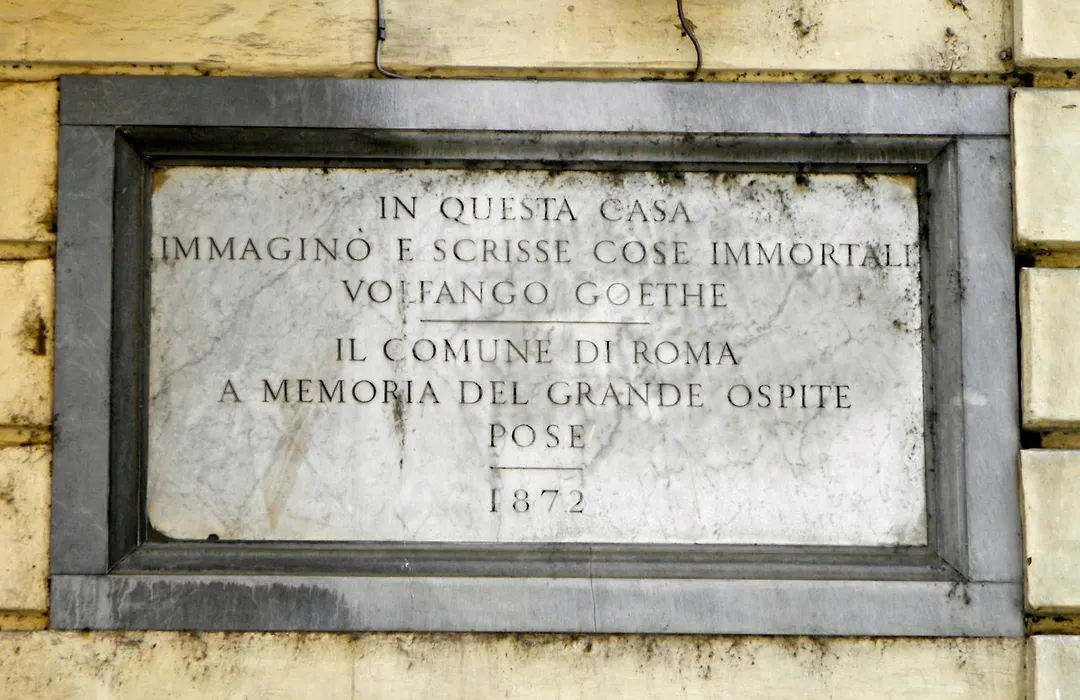 IN QUESTA CASA
IMMAGINÒ E SCRISSE COSE IMMORTALI
VOLFANGO GOETHE
IL COMUNE DI ROMA
A MEMORIA DEL GRANDE OSPITE
POSE
1872